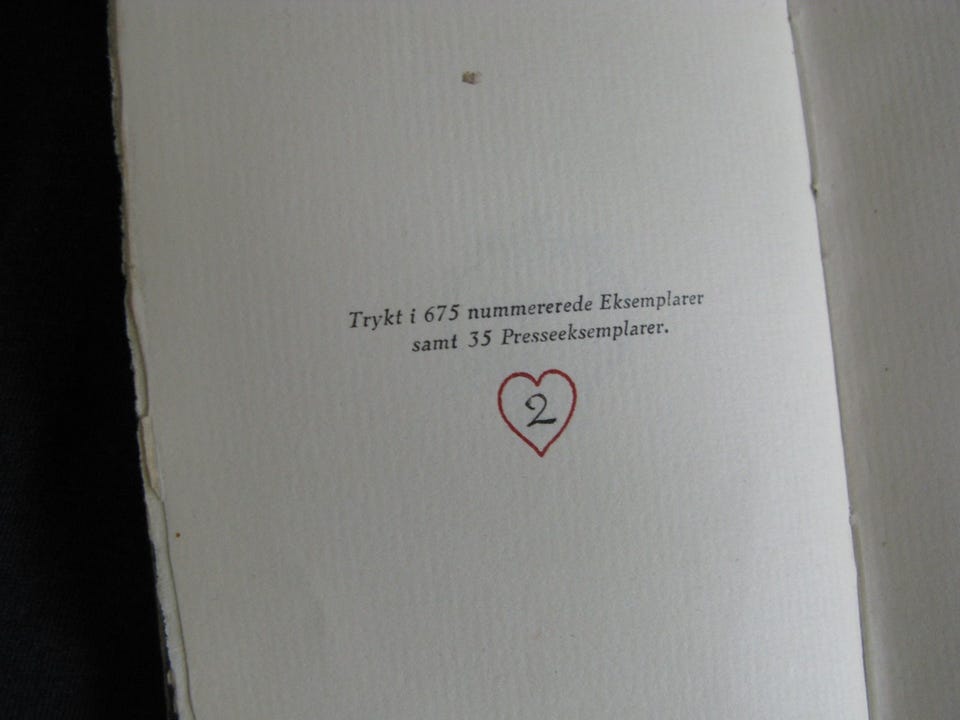 Trykt i 675 nummererede Eksemplarer
samt 35 Presseeksemplarer.
2